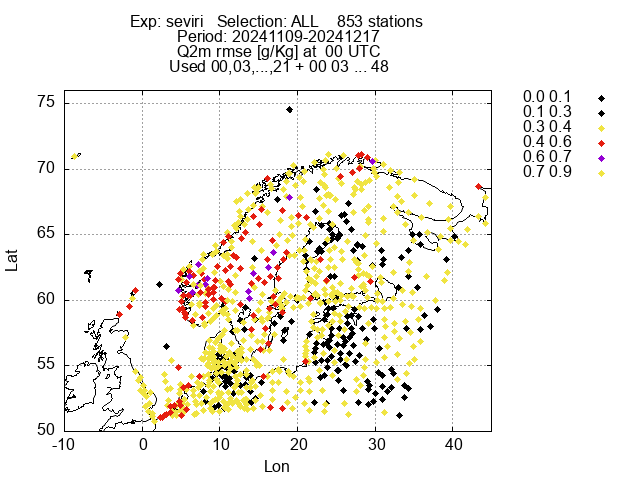 Exp: seviri Selection: ALL 853 stations
Period: 20241109-20241217
Q2m rmse [g/Kg] at 00 UTC
Used 00,03,...,21 + 00 03 ... 48
0.0 0.1
0.1 0.3
0.3 0.4
0.4 0.6
0.6 0.7
0.7 0.9
75
70
65
60
55
50
Lat
-10 0 10 20 30 40
Lon